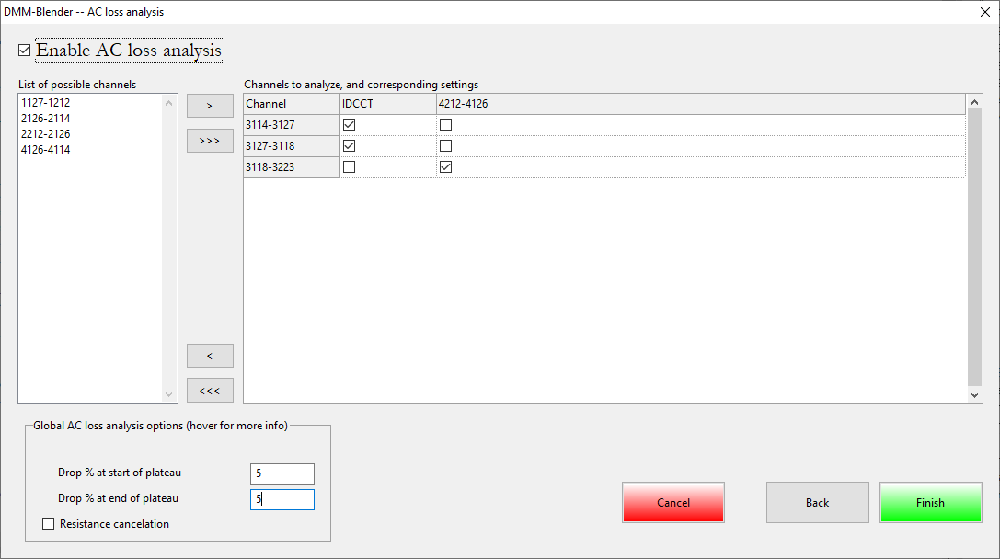 DMM-Blender -- AC loss analysis
Enable AC loss analysis
List of possible channels
1127-1212
2126-2114
2212-2126
4126-4114
>
>>>
<
<<<
Channels to analyze, and corresponding settings
Channel IDCCT 4212-4126
3114-3127
3127-3118
3118-3223
Global AC loss analysis options (hover for more info)
Drop % at start of plateau 5
Drop % at end of plateau 5
Resistance cancelation
Cancel Back Finish